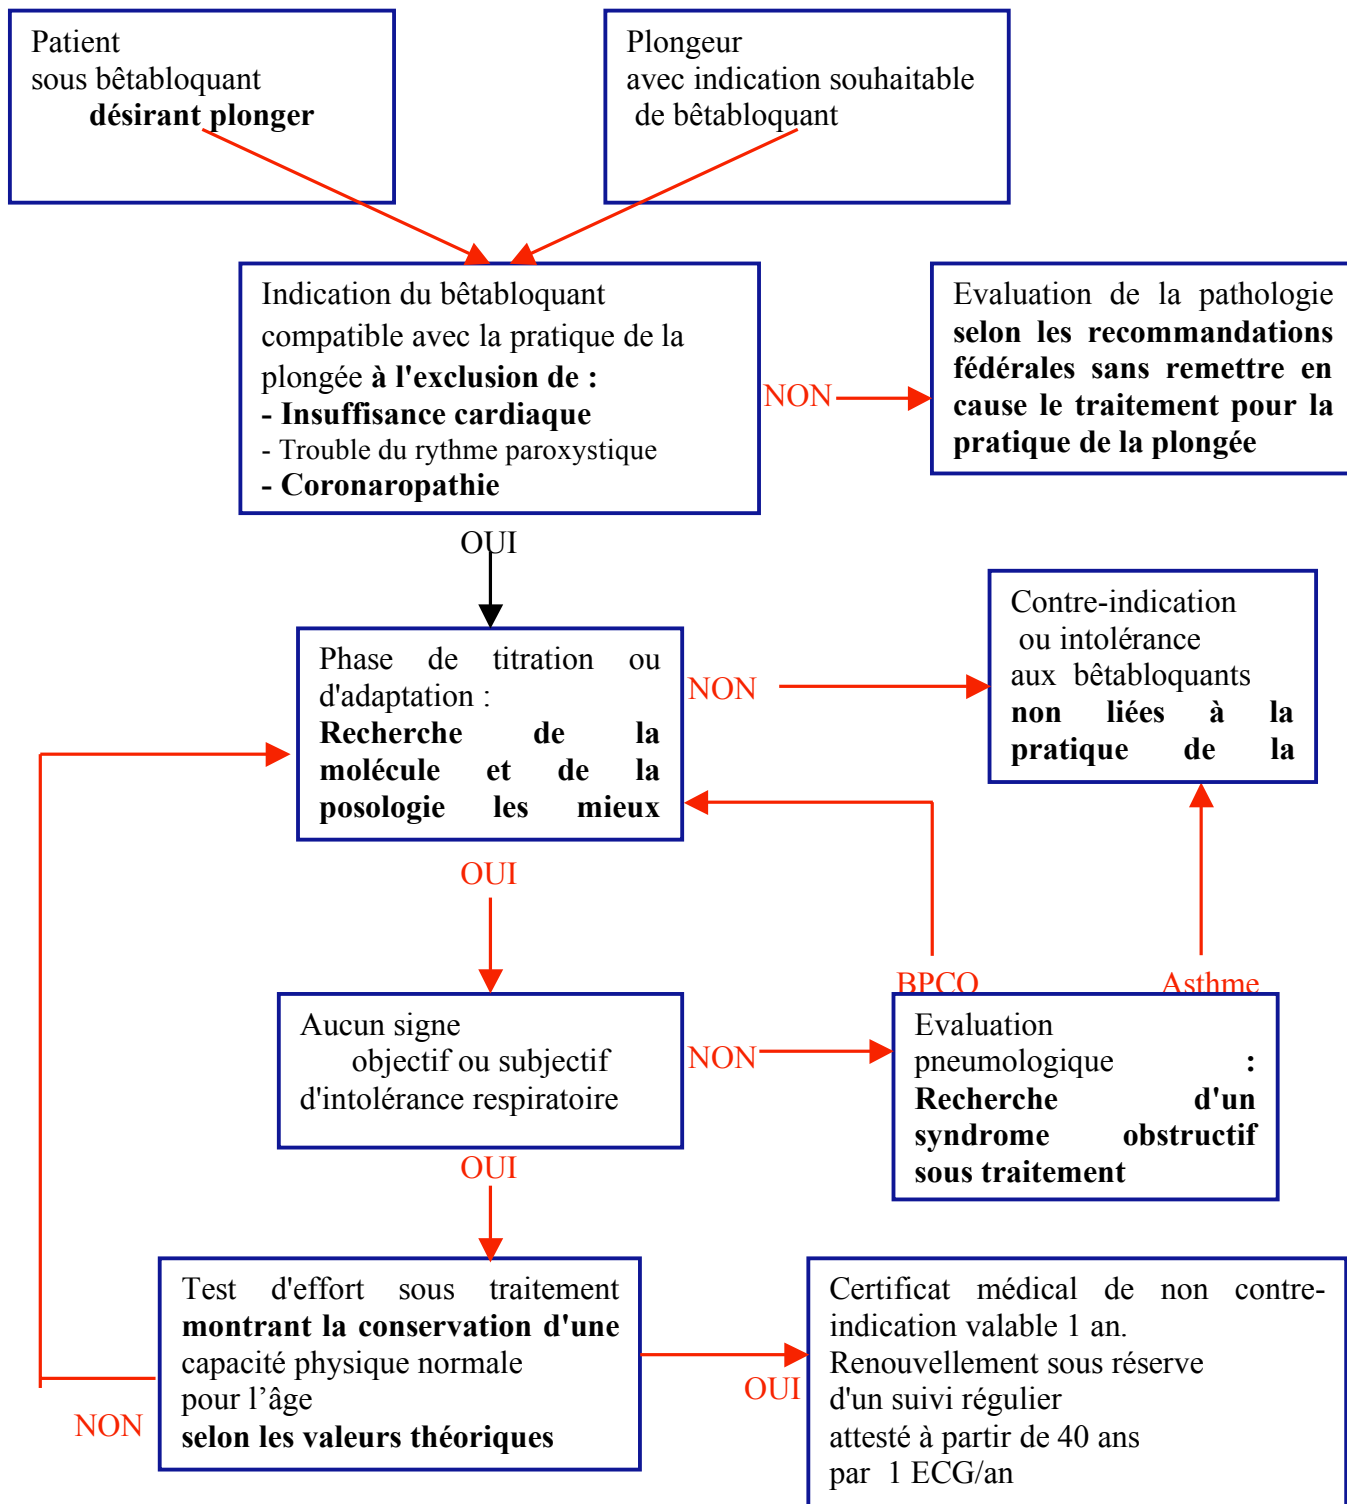 Patient
sous bêtabloquant
désirant plonger
Plongeur
avec indication souhaitable
de bêtabloquant
Indication du bêtabloquant
compatible avec la pratique de la
plongée à l'exclusion de :
- Insuffisance cardiaque
- Trouble du rythme paroxystique
- Coronaropathie
NON
Evaluation de la pathologie
selon les recommandations
fédérales sans remettre en
cause le traitement pour la
pratique de la plongée
OUI
Phase de titration ou
d'adaptation :
Recherche de la
molécule et de la
posologie les mieux
NON
Contre-indication
ou intolérance
aux bêtabloquants
non liées à la
pratique de la
OUI
BPCO
Asthme
Aucun signe
objectif ou subjectif
d'intolérance respiratoire
NON
Evaluation
pneumologique :
Recherche d'un
syndrome obstructif
sous traitement
OUI
Test d'effort sous traitement
montrant la conservation d'une
capacité physique normale
pour l’âge
selon les valeurs théoriques
NON
OUI
Certificat médical de non contre-
indication valable 1 an.
Renouvellement sous réserve
d'un suivi régulier
attesté à partir de 40 ans
par 1 ECG/an